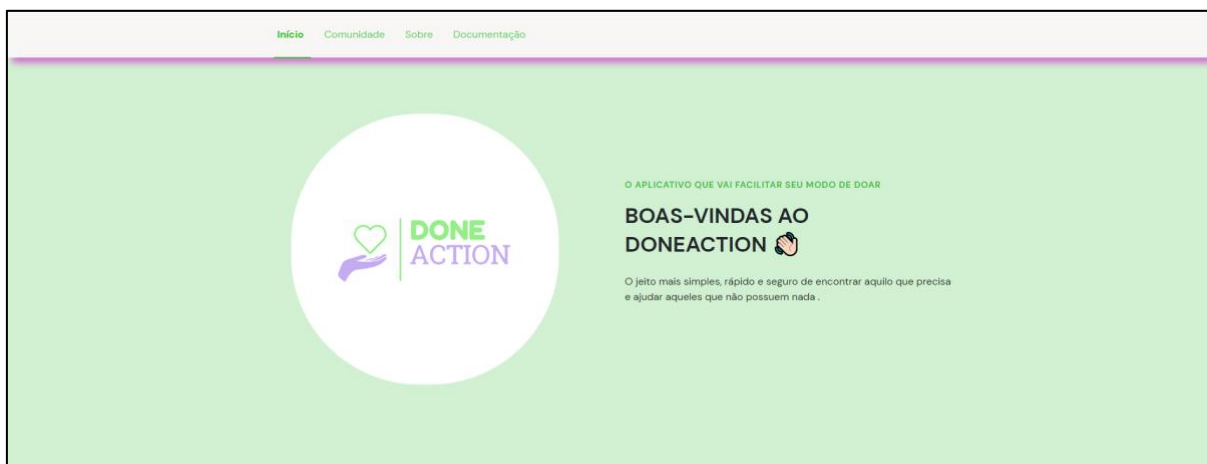 Início Comunidade Sobre Documentação
DONE
ACTION
O APLICATIVO QUE VAI FACILITAR SEU MODO DE DOAR
BOAS-VINDAS AO
DONEACTION 👏🏻
O jeito mais simples, rápido e seguro de encontrar aquilo que precisa
e ajudar aqueles que não possuem nada .